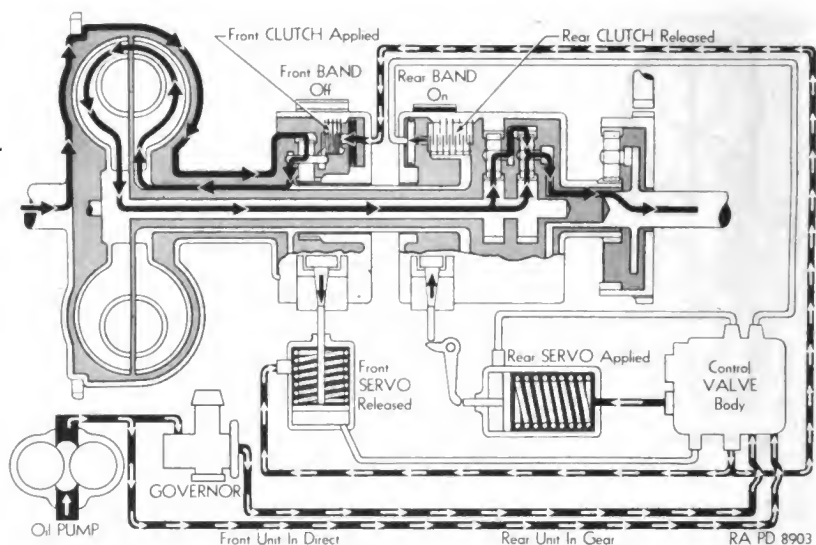 Front CLUTCH Applied
Rear CLUTCH Released
Front BAND
Off
Rear BAND
On
Front
SERVO
Released
Rear SERVO Applied
Control
VALVE
Body
GOVERNOR
Oil PUMP
Front Unit In Direct
Rear Unit In Gear
RA PD 8903